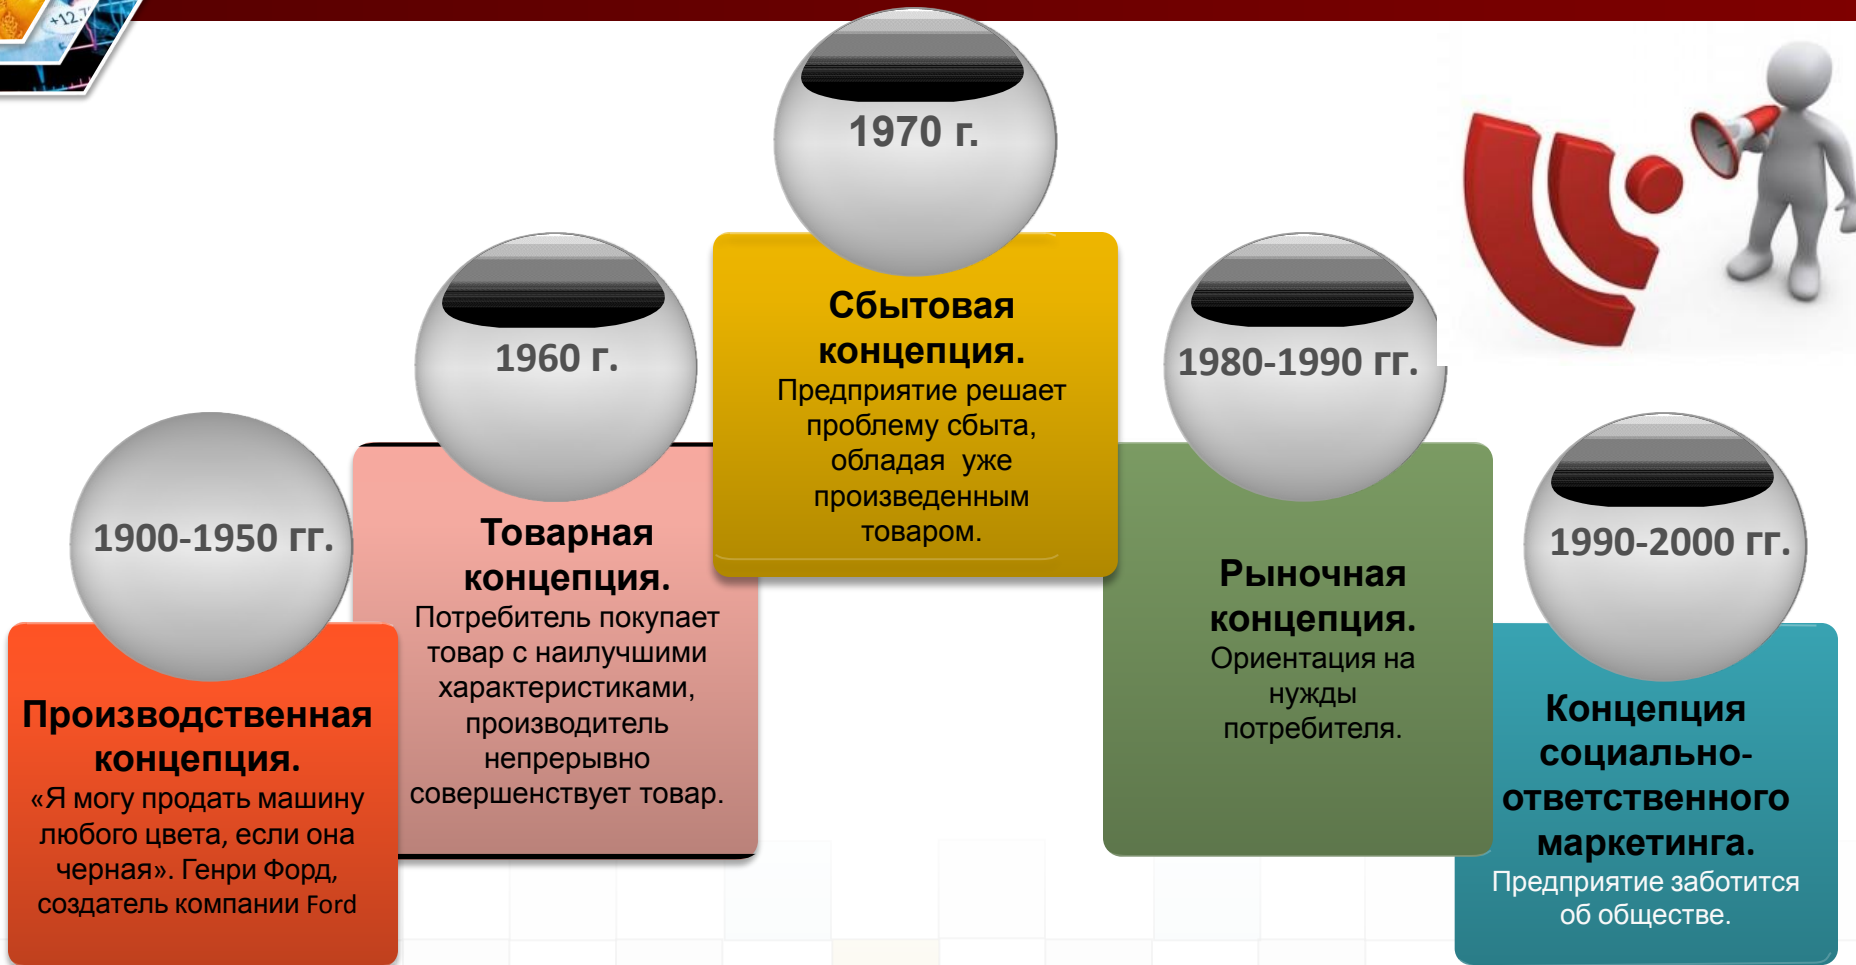 +12.7
1900-1950 гг.
Производственная
концепция.
«Я могу продать машину
любого цвета, если она
черная». Генри Форд,
создатель компании Ford
1960 г.
Товарная
концепция.
Потребитель покупает
товар с наилучшими
характеристиками,
производитель
непрерывно
совершенствует товар.
1970 г.
Сбытовая
концепция.
Предприятие решает
проблему сбыта,
обладая уже
произведенным
товаром.
1980-1990 гг.
Рыночная
концепция.
Ориентация на
нужды
потребителя.
1990-2000 гг.
Концепция
социально-
ответственного
маркетинга.
Предприятие заботится
об обществе.